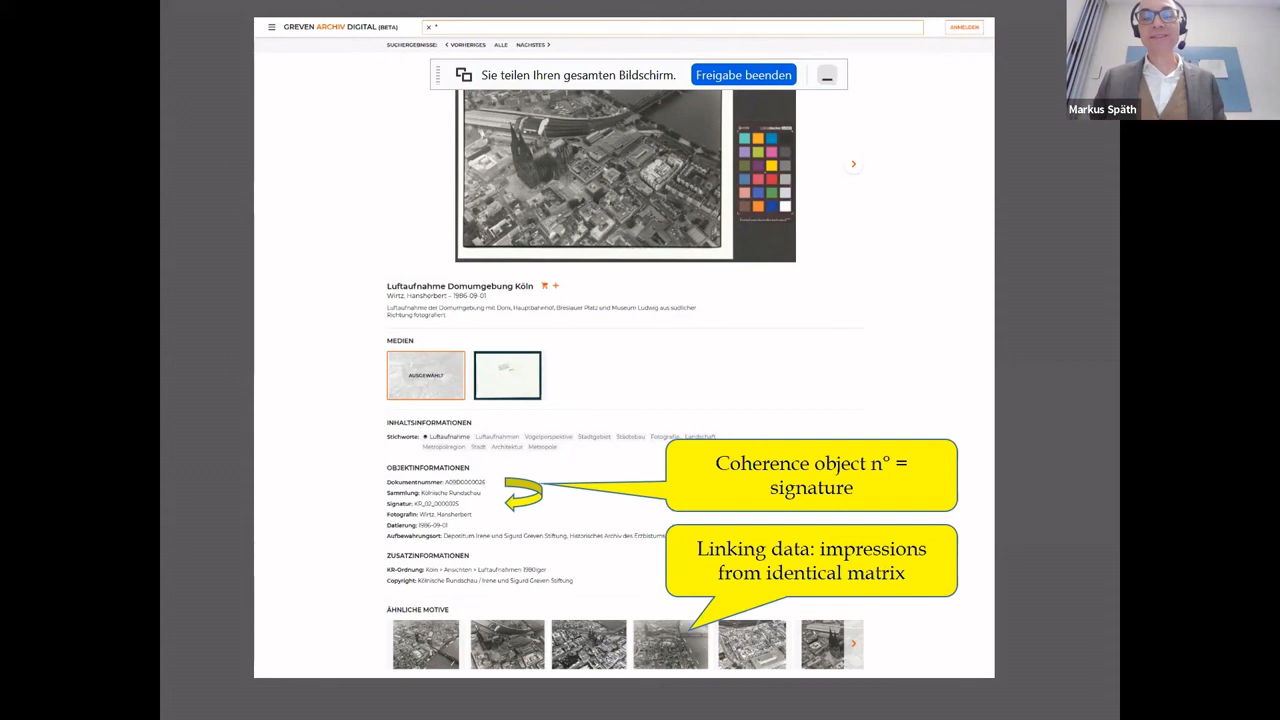 GREVEN ARCHIV DIGITAL (BETA)
× *
ANMELDEN
SUCHERGEBNISSE: VORHERIGES ALLE NÄCHSTES
Sie teilen Ihren gesamten Bildschirm.
Freigabe beenden
Markus Späth
Luftaufnahme Domumgebung Köln
Wirtz, Hansherbert – 1986-09-01
Luftaufnahme der Domumgebung mit Dom, Hauptbahnhof, Breslauer Platz und Museum Ludwig aus südlicher
Richtung fotografiert.
MEDIEN
AUSGEWÄHLT
INHALTSINFORMATIONEN
Stichworte: Luftaufnahme Luftaufnahmen Vogelperspektive Stadtgebiet Städtebau Fotografie Landschaft
Metropolregion Stadt Architektur Metropole
Coherence object n° =
signature
OBJEKTINFORMATIONEN
Dokumentnummer: A09D0000026
Sammlung: Kölnische Rundschau
Signatur: KR_02_0000025
Fotografin: Wirtz, Hansherbert
Datierung: 1986-09-01
Aufbewahrungsort: Depositum Irene und Sigurd Greven Stiftung, Historisches Archiv des Erzbistums
Linking data: impressions
from identical matrix
ZUSATZINFORMATIONEN
KR-Ordnung: Köln > Ansichten > Luftaufnahmen 1980iger
Copyright: Kölnische Rundschau / Irene und Sigurd Greven Stiftung
ÄHNLICHE MOTIVE